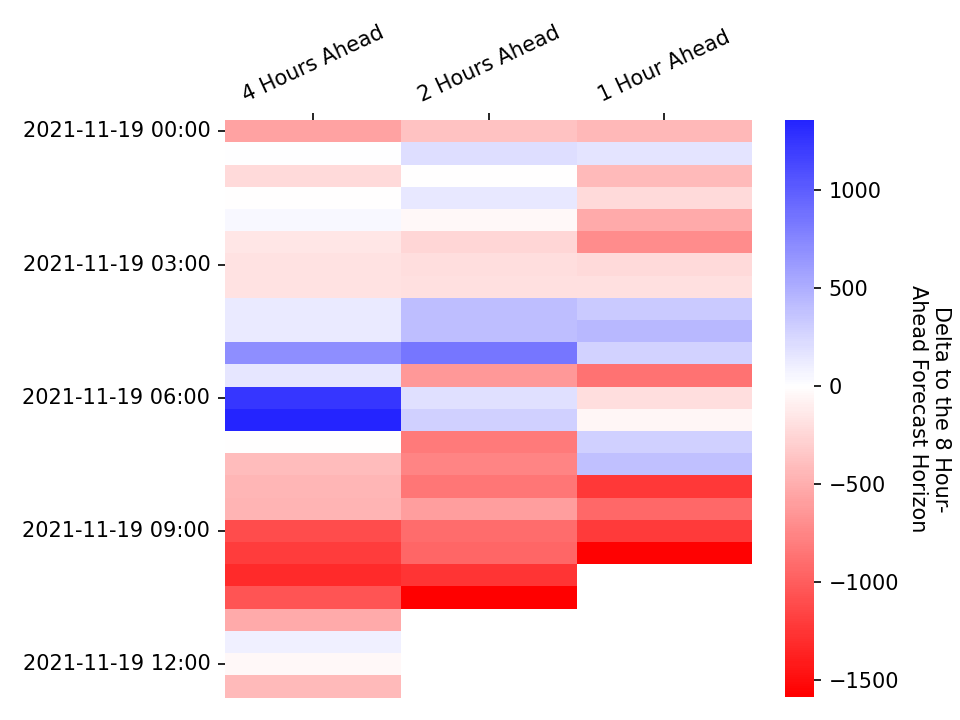 4 Hours Ahead
2 Hours Ahead
1 Hour Ahead
2021-11-19 00:00
2021-11-19 03:00
2021-11-19 06:00
2021-11-19 09:00
2021-11-19 12:00
1000
500
0
−500
−1000
−1500
Delta to the 8 Hour-
Ahead Forecast Horizon